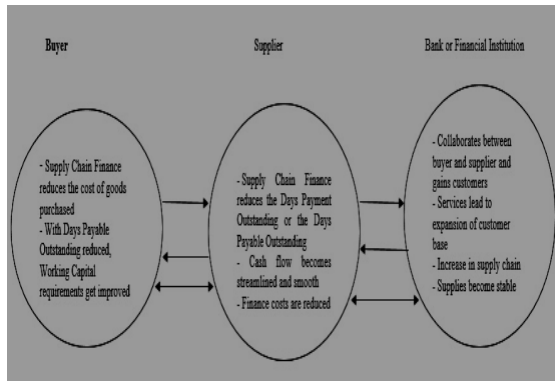 Buyer
Supplier
Bank or Financial Institution
- Supply Chain Finance
reduces the cost of goods
purchased
- With Days Payable
Outstanding reduced,
Working Capital
requirements get improved
- Supply Chain Finance
reduces the Days Payment
Outstanding or the Days
Payable Outstanding
- Cash flow becomes
streamlined and smooth
- Finance costs are reduced
- Collaborates between
buyer and supplier and
gains customers
- Services lead to
expansion of customer
base
- Increase in supply chain
- Supplies become stable